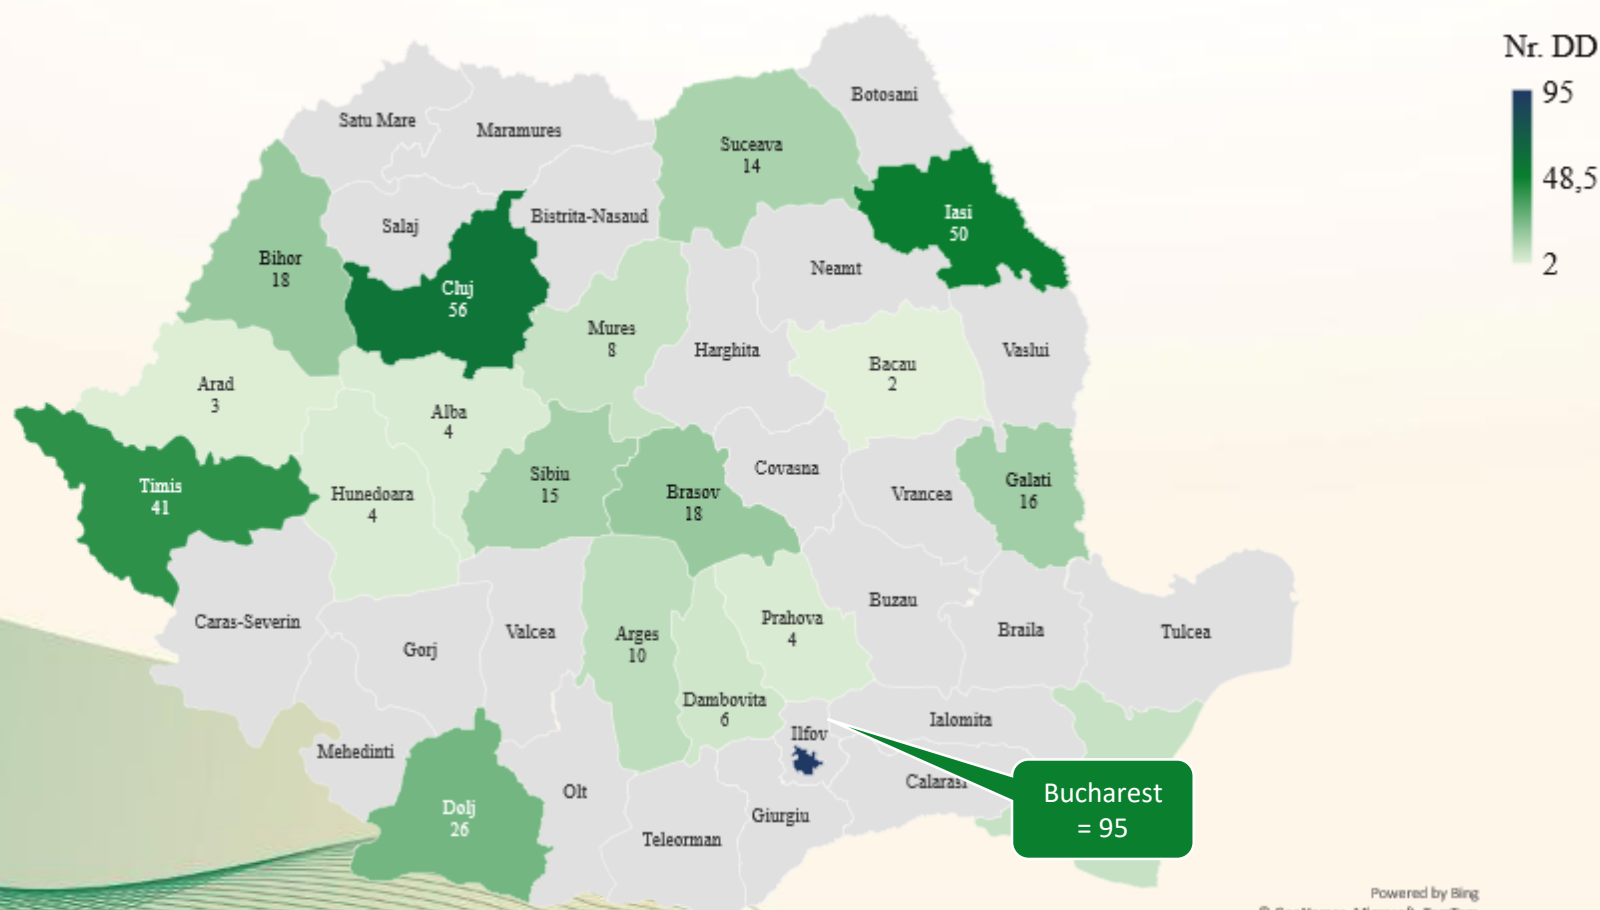 Nr. DD
95
48,5
2
Botosani
Satu Mare
Maramures
Suceava
14
Iasi
50
Salaj
Bistrita-Nasaud
Bihor
18
Cluj
56
Neamt
Mures
8
Harghita
Bacau
2
Vaslui
Arad
3
Alba
4
Timis
41
Hunedoara
4
Sibiu
15
Brasov
18
Covasna
Vrancea
Galati
16
Caras-Severin
Gorj
Valcea
Arges
10
Prahova
4
Buzau
Braila
Tulcea
Dambovita
6
Ilfov
Ialomita
Mehedinti
Dolj
26
Olt
Teleorman
Giurgiu
Calarasi
Bucharest
= 95
Powered by Bing